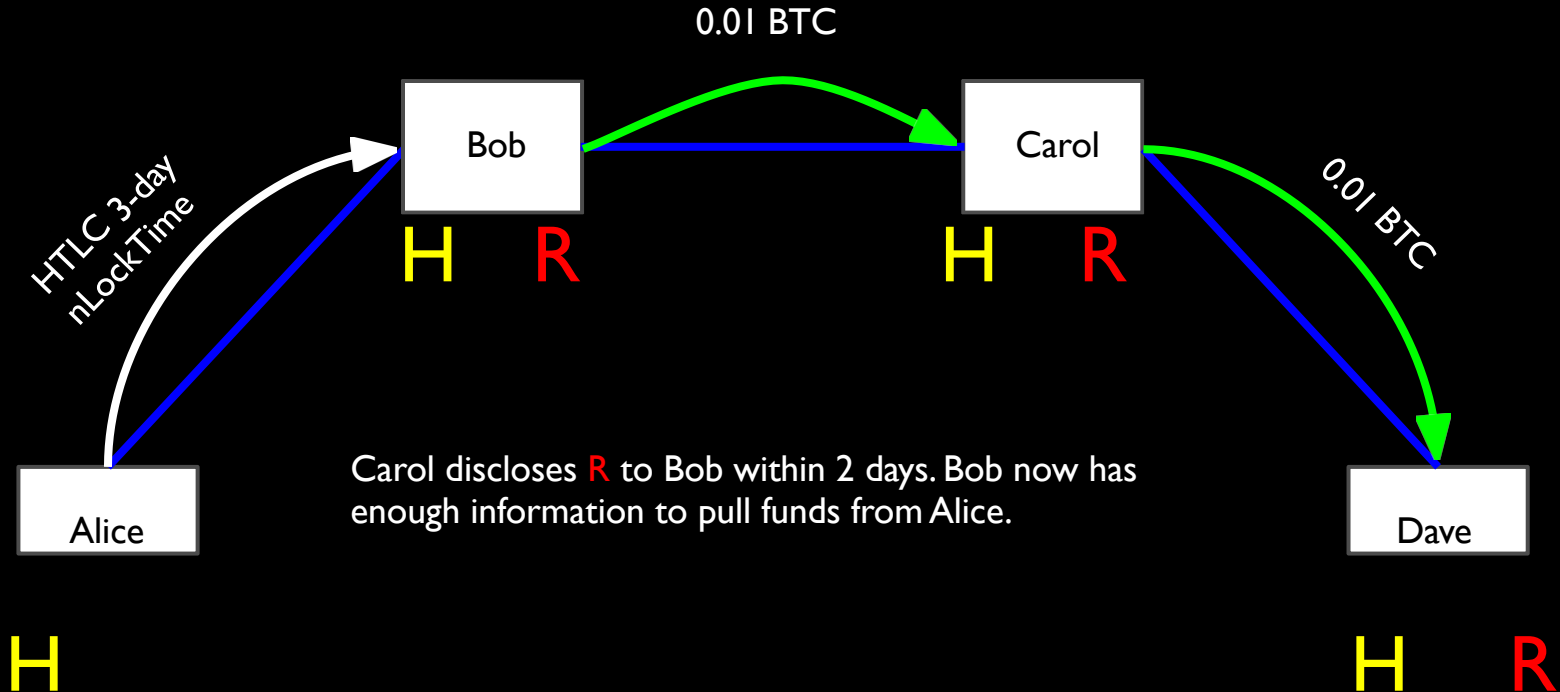 0.01 BTC
Bob
Carol
HTLC 3-day
nLockTime
0.01 BTC
H R
H R
Carol discloses R to Bob within 2 days. Bob now has
enough information to pull funds from Alice.
Alice
Dave
H
H R